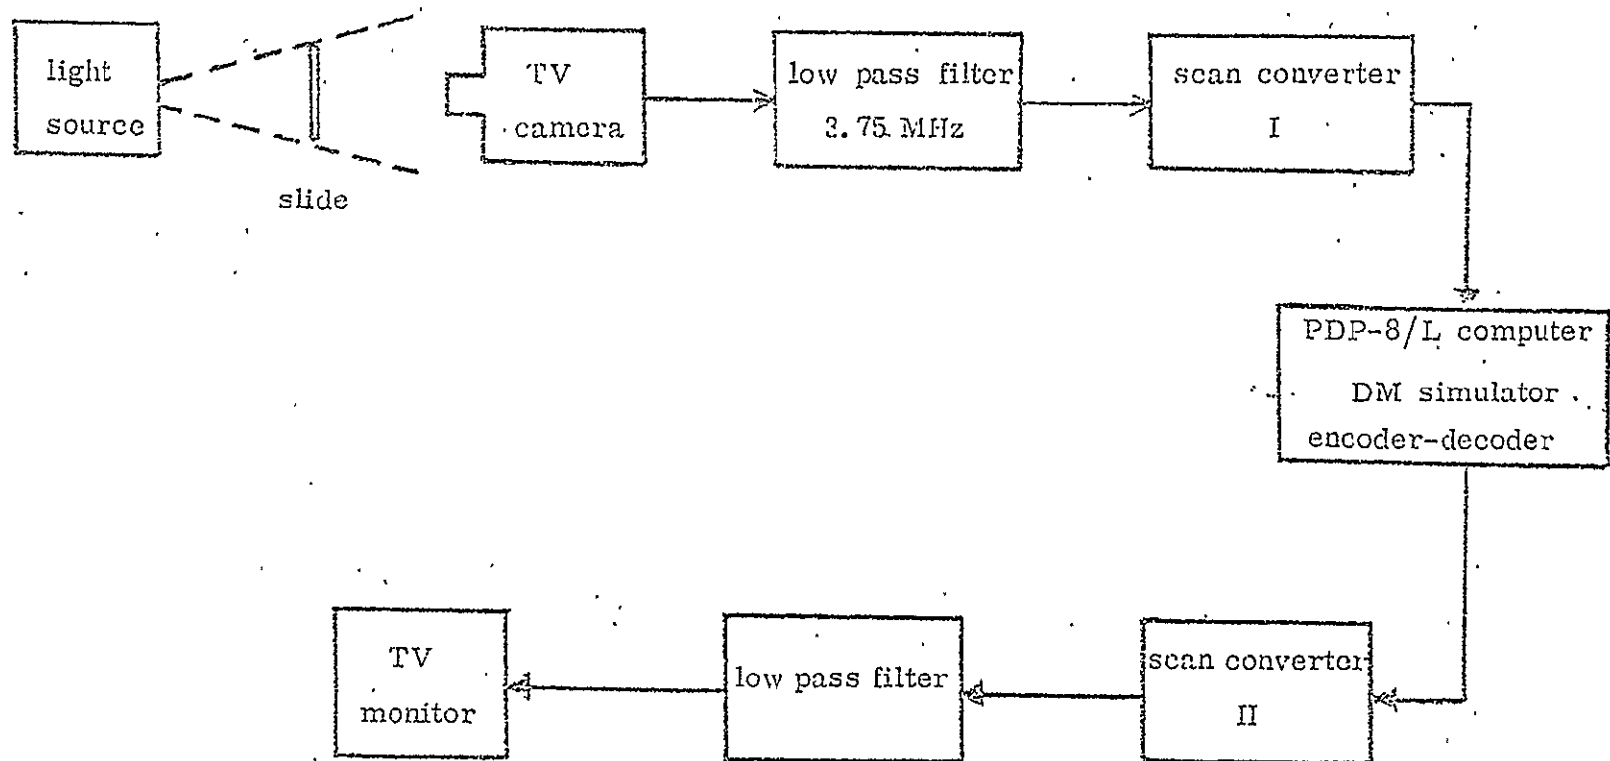 light
source
slide
TV
camera
low pass filter
3.75 MHz
scan converter
I
PDP-8/L computer
DM simulator
encoder-decoder
scan converter
II
low pass filter
TV
monitor